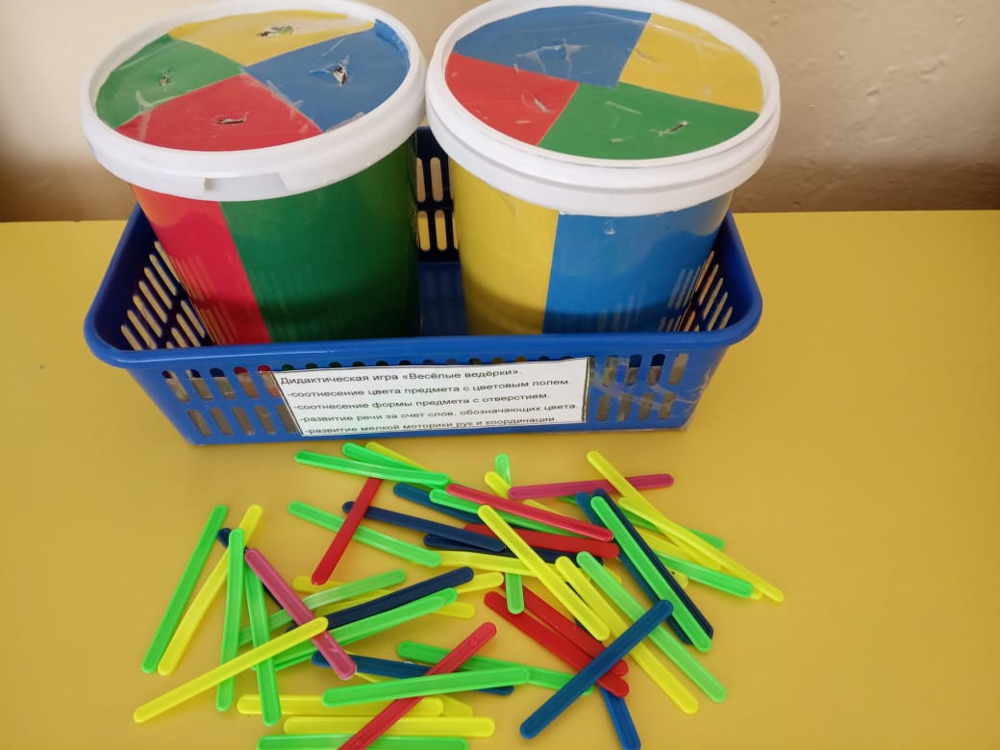 Дидактическая игра «Весёлые ведёрки».
-соотнесение цвета предмета с цветовым полем.
-соотнесение формы предмета с отверстием.
-развитие речи за счет слов, обозначающих цвета.
-развитие мелкой моторики рук и координации.